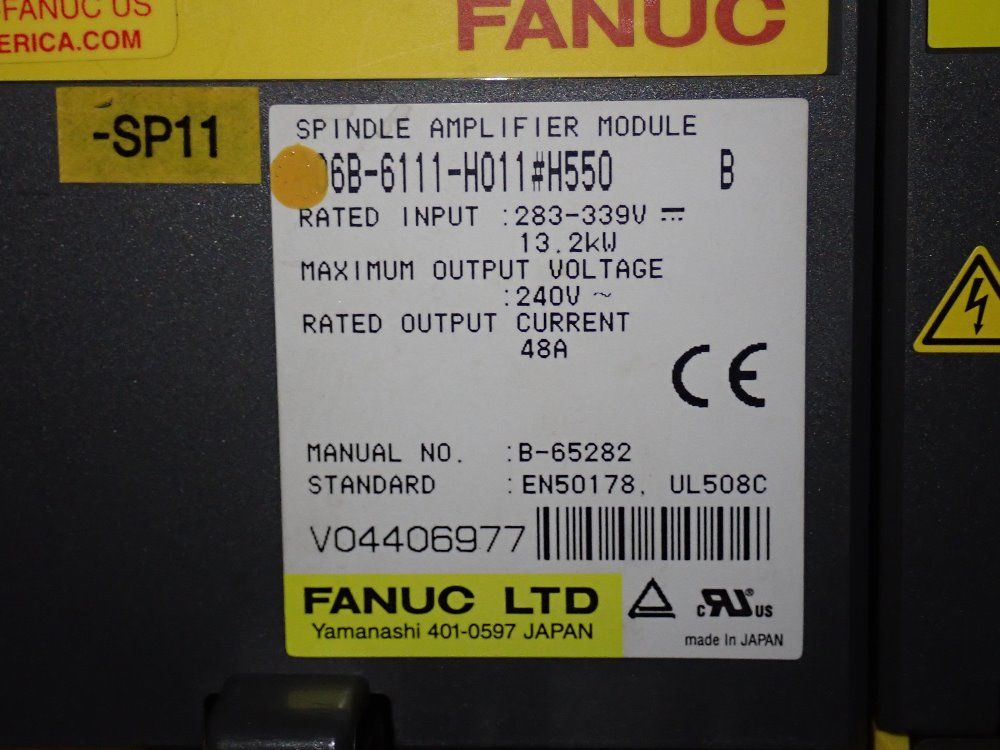 FANUC US
ERICA.COM
FANUC
-SP11
SPINDLE AMPLIFIER MODULE
06B-6111-H011#H550 B
RATED INPUT :283-339V ⎓
13.2kW
MAXIMUM OUTPUT VOLTAGE
:240V ~
RATED OUTPUT CURRENT
48A
CE
MANUAL NO. :B-65282
STANDARD :EN50178, UL508C
V04406977
FANUC LTD
Yamanashi 401-0597 JAPAN
c RU® US
made In JAPAN